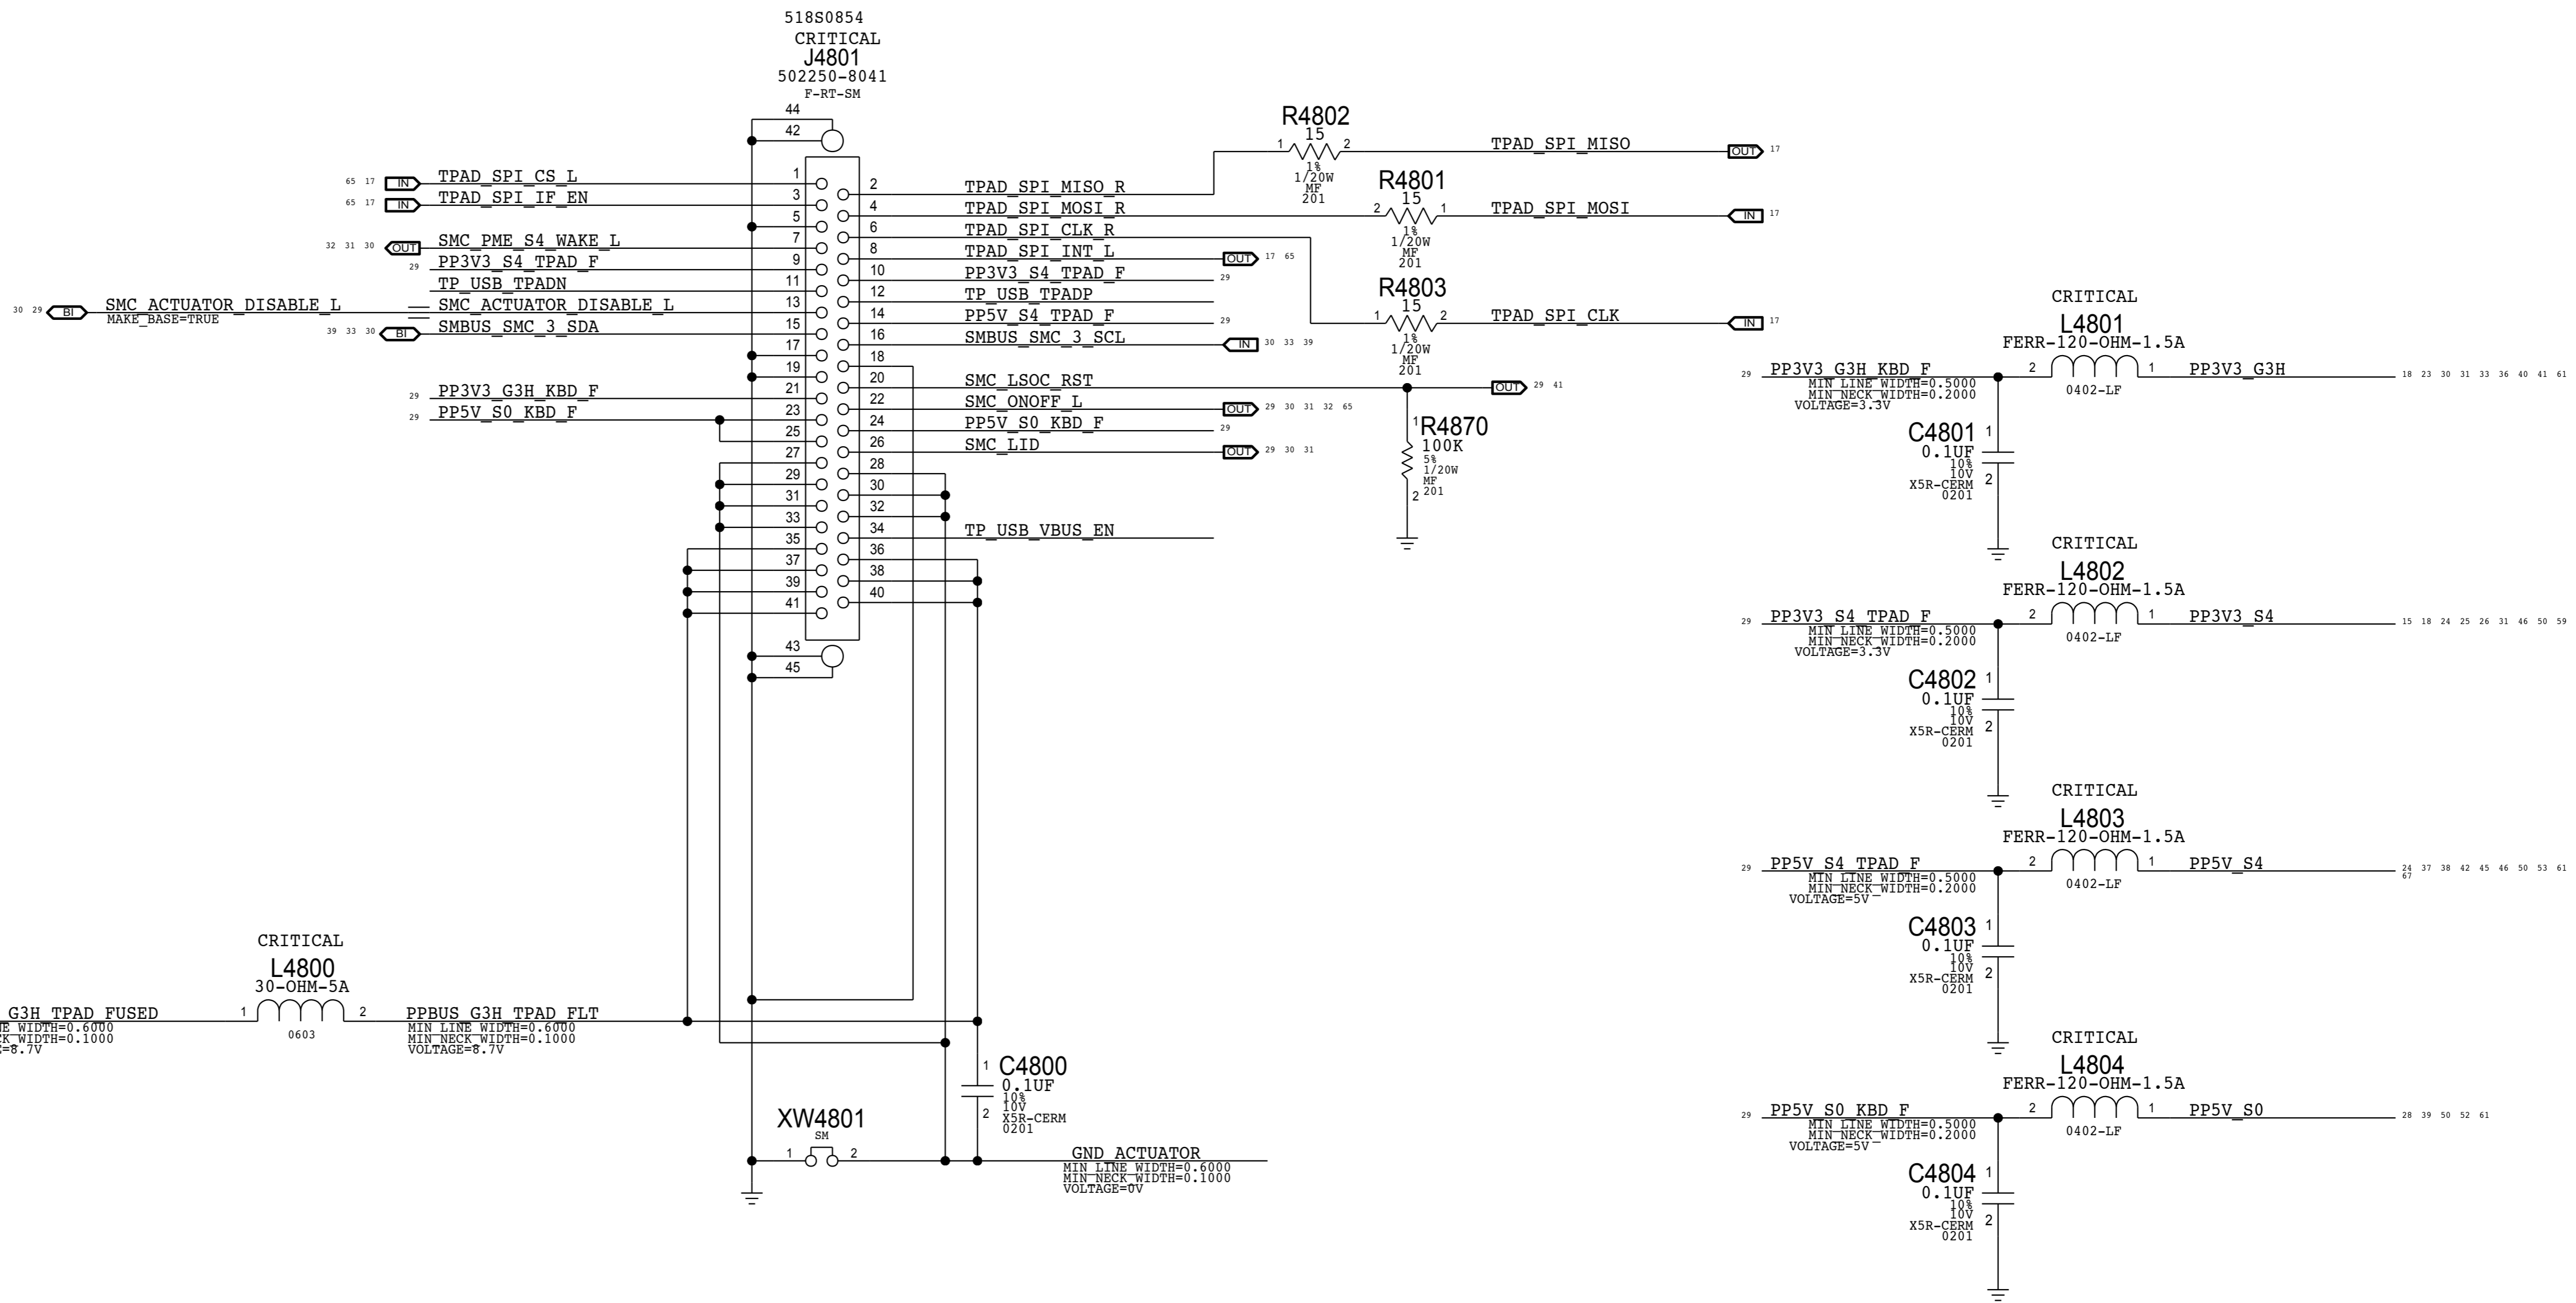 518S0854
CRITICAL
J4801
502250-8041
F-RT-SM
44
42
1
3
5
7
9
11
13
15
17
19
21
23
25
27
29
31
33
35
37
39
41
43
45
2
4
6
8
10
12
14
16
18
20
22
24
26
28
30
32
34
36
38
40
65 17 IN TPAD_SPI_CS_L
65 17 IN TPAD_SPI_IF_EN
32 31 30 OUT SMC_PME_S4_WAKE_L
29 PP3V3_S4_TPAD_F
TP_USB_TPADN
30 29 BI SMC_ACTUATOR_DISABLE_L SMC_ACTUATOR_DISABLE_L
MAKE_BASE=TRUE
39 33 30 BI SMBUS_SMC_3_SDA
29 PP3V3_G3H_KBD_F
29 PP5V_S0_KBD_F
TPAD_SPI_MISO_R
TPAD_SPI_MOSI_R
TPAD_SPI_CLK_R
TPAD_SPI_INT_L OUT 17 65
PP3V3_S4_TPAD_F 29
TP_USB_TPADP
PP5V_S4_TPAD_F 29
SMBUS_SMC_3_SCL IN 30 33 39
SMC_LSOC_RST OUT 29 41
SMC_ONOFF_L OUT 29 30 31 32 65
PP5V_S0_KBD_F 29
SMC_LID OUT 29 30 31
TP_USB_VBUS_EN
R4802
15
1 2 TPAD_SPI_MISO OUT 17
1%
1/20W
MF
201
R4801
15
2 1 TPAD_SPI_MOSI IN 17
1%
1/20W
MF
201
R4803
15
1 2 TPAD_SPI_CLK IN 17
1%
1/20W
MF
201
1 R4870
100K
5%
1/20W
MF
2 201
CRITICAL
L4801
FERR-120-OHM-1.5A
29 PP3V3_G3H_KBD_F 2 1 PP3V3_G3H 18 23 30 31 33 36 40 41 61
MIN_LINE_WIDTH=0.5000
MIN_NECK_WIDTH=0.2000
VOLTAGE=3.3V
0402-LF
C4801 1
0.1UF
10%
10V
X5R-CERM 2
0201
CRITICAL
L4802
FERR-120-OHM-1.5A
29 PP3V3_S4_TPAD_F 2 1 PP3V3_S4 15 18 24 25 26 31 46 50 59
MIN_LINE_WIDTH=0.5000
MIN_NECK_WIDTH=0.2000
VOLTAGE=3.3V
0402-LF
C4802 1
0.1UF
10%
10V
X5R-CERM 2
0201
CRITICAL
L4803
FERR-120-OHM-1.5A
29 PP5V_S4_TPAD_F 2 1 PP5V_S4 24 37 38 42 45 46 50 53 61
67
MIN_LINE_WIDTH=0.5000
MIN_NECK_WIDTH=0.2000
VOLTAGE=5V
0402-LF
C4803 1
0.1UF
10%
10V
X5R-CERM 2
0201
CRITICAL
L4804
FERR-120-OHM-1.5A
29 PP5V_S0_KBD_F 2 1 PP5V_S0 28 39 50 52 61
MIN_LINE_WIDTH=0.5000
MIN_NECK_WIDTH=0.2000
VOLTAGE=5V
0402-LF
C4804 1
0.1UF
10%
10V
X5R-CERM 2
0201
CRITICAL
L4800
30-OHM-5A
G3H_TPAD_FUSED 1 2 PPBUS_G3H_TPAD_FLT
WIDTH=0.6000
WIDTH=0.1000
=8.7V
0603
MIN_LINE_WIDTH=0.6000
MIN_NECK_WIDTH=0.1000
VOLTAGE=8.7V
1 C4800
0.1UF
10%
10V
2 X5R-CERM
0201
XW4801
SM
1 2 GND_ACTUATOR
MIN_LINE_WIDTH=0.6000
MIN_NECK_WIDTH=0.1000
VOLTAGE=0V